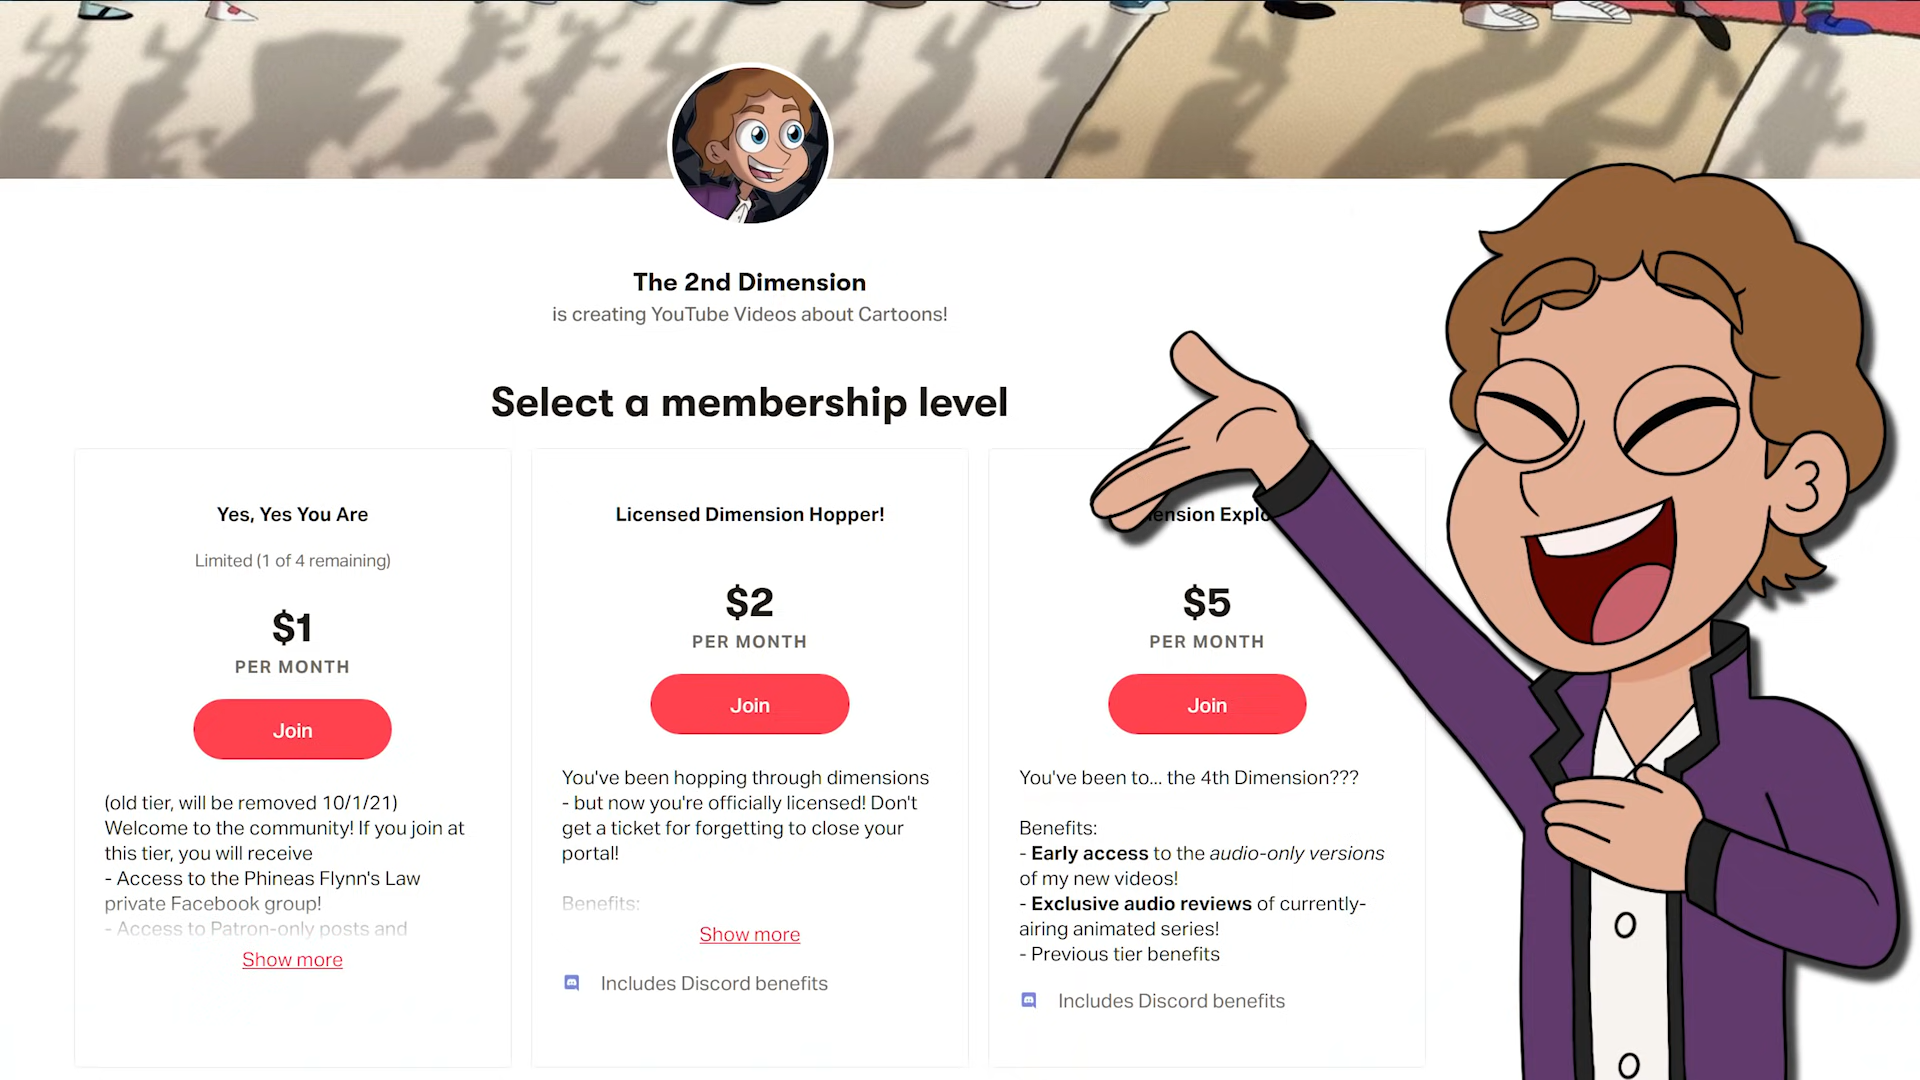 The 2nd Dimension
is creating YouTube Videos about Cartoons!
Select a membership level
Yes, Yes You Are
Limited (1 of 4 remaining)
$1
PER MONTH
Join
(old tier, will be removed 10/1/21)
Welcome to the community! If you join at
this tier, you will receive
- Access to the Phineas Flynn's Law
private Facebook group!
- Access to Patron-only posts and
Show more
Licensed Dimension Hopper!
$2
PER MONTH
Join
You've been hopping through dimensions
- but now you're officially licensed! Don't
get a ticket for forgetting to close your
portal!
Benefits:
Show more
Includes Discord benefits
ension Explo
$5
PER MONTH
Join
You've been to... the 4th Dimension???
Benefits:
- Early access to the audio-only versions
of my new videos!
- Exclusive audio reviews of currently-
airing animated series!
- Previous tier benefits
Includes Discord benefits